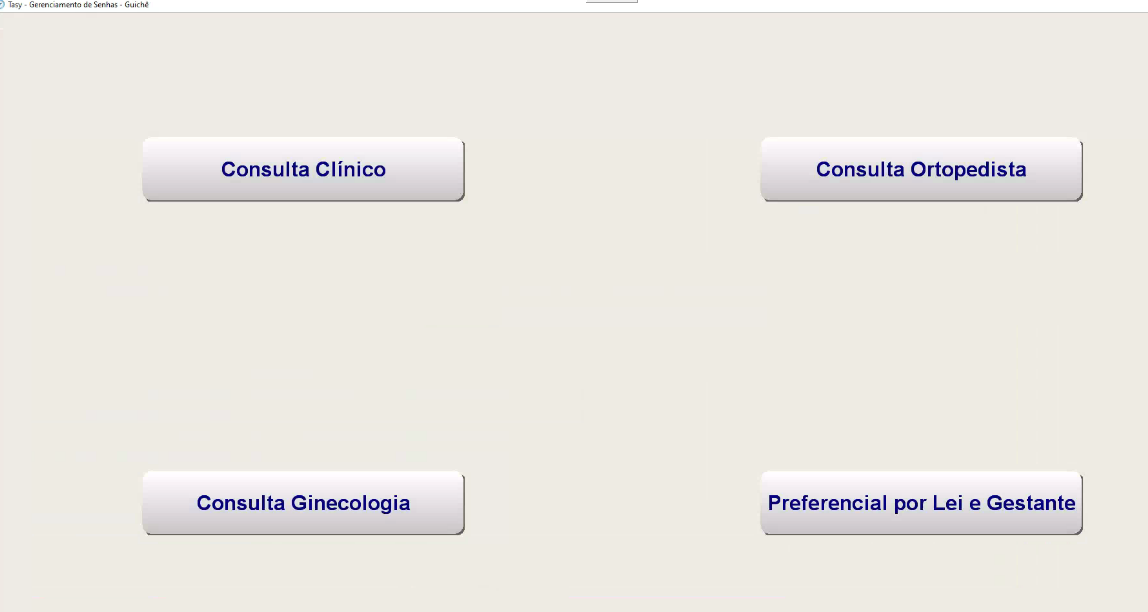 Tasy - Gerenciamento de Senhas - Guichê
Consulta Clínico
Consulta Ortopedista
Consulta Ginecologia
Preferencial por Lei e Gestante